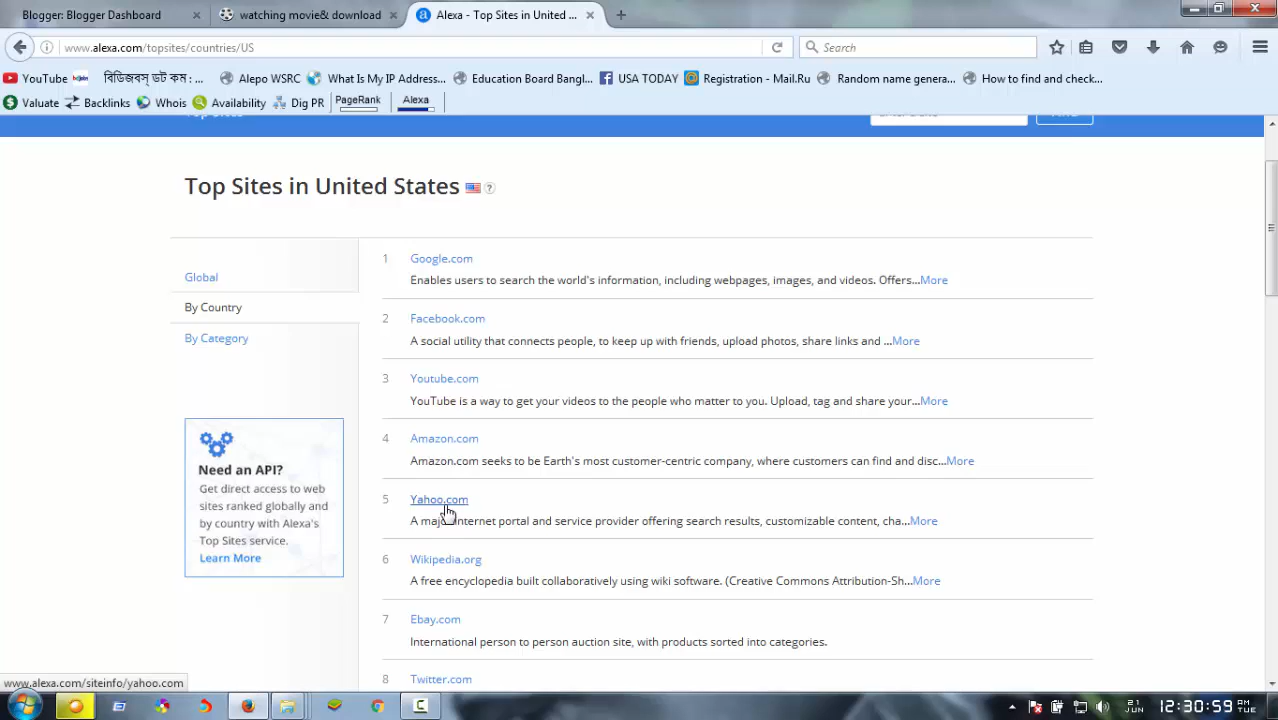 Blogger: Blogger Dashboard
watching movie& download
Alexa - Top Sites in United ...
www.alexa.com/topsites/countries/US
Search
YouTube
বিডিজবস্ ডট কম : ...
Alepo WSRC
What Is My IP Address...
Education Board Bangl...
USA TODAY
Registration - Mail.Ru
Random name genera...
How to find and check...
Valuate
Backlinks
Whois
Availability
Dig PR
PageRank
Alexa
Top Sites in United States
Global
By Country
By Category
Need an API?
Get direct access to web
sites ranked globally and
by country with Alexa's
Top Sites service.
Learn More
1 Google.com
Enables users to search the world's information, including webpages, images, and videos. Offers...More
2 Facebook.com
A social utility that connects people, to keep up with friends, upload photos, share links and ...More
3 Youtube.com
YouTube is a way to get your videos to the people who matter to you. Upload, tag and share your...More
4 Amazon.com
Amazon.com seeks to be Earth's most customer-centric company, where customers can find and disc...More
5 Yahoo.com
A major internet portal and service provider offering search results, customizable content, cha...More
6 Wikipedia.org
A free encyclopedia built collaboratively using wiki software. (Creative Commons Attribution-Sh...More
7 Ebay.com
International person to person auction site, with products sorted into categories.
8 Twitter.com
www.alexa.com/siteinfo/yahoo.com
21
JUN
12:30:59
TUE